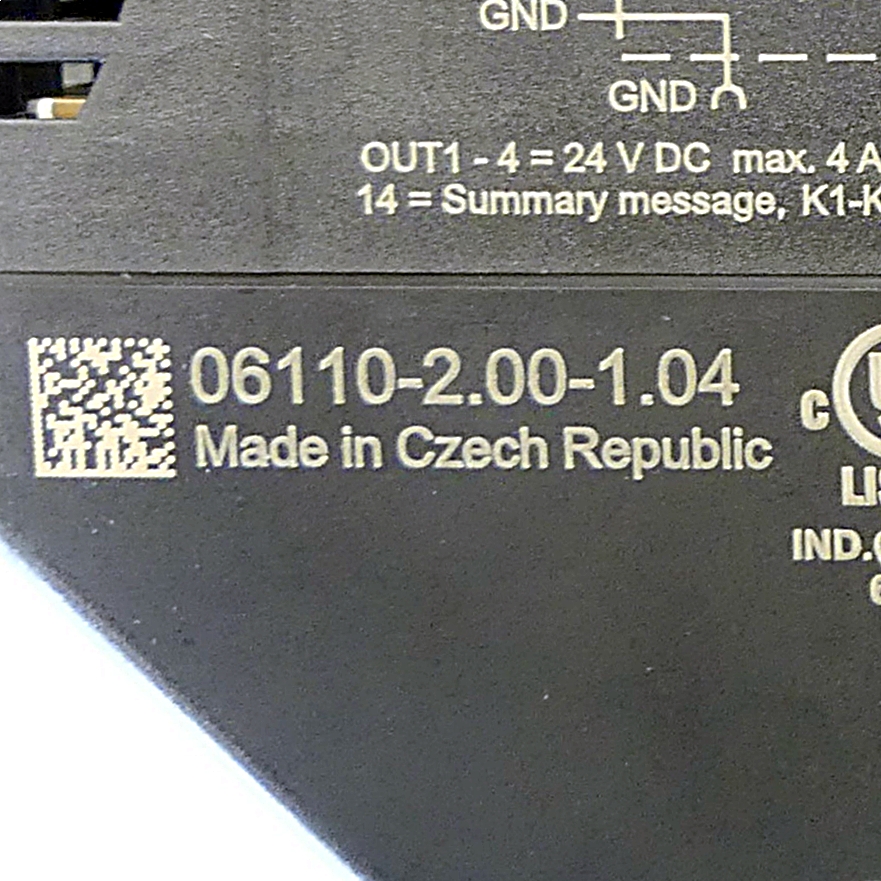 GND
GND
OUT1 - 4 = 24 V DC max. 4 A
14 = Summary message, K1-K
06110-2.00-1.04
Made in Czech Republic
C U
LIS
IND.C
6